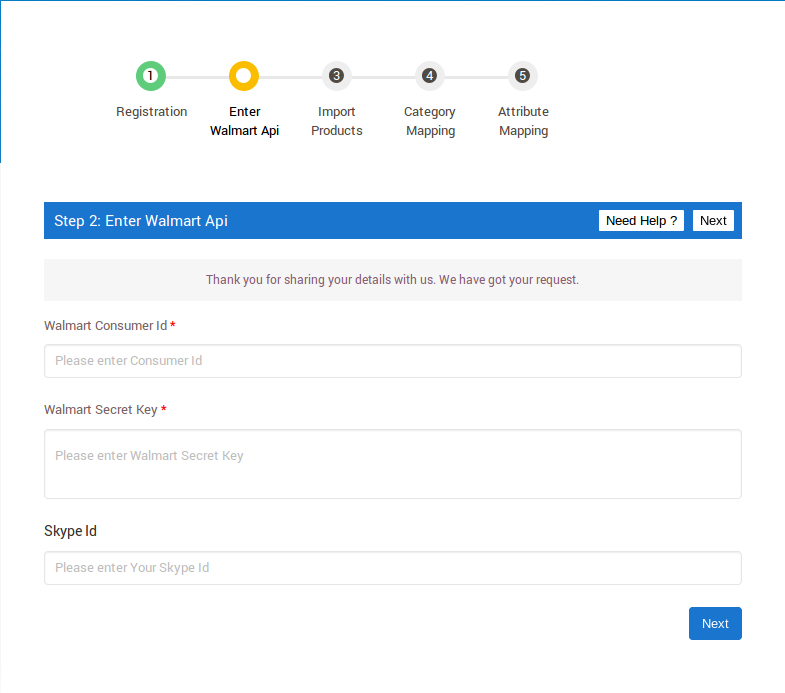 1
3
4
5
Registration
Enter
Walmart Api
Import
Products
Category
Mapping
Attribute
Mapping
Step 2: Enter Walmart Api
Need Help ?
Next
Thank you for sharing your details with us. We have got your request.
Walmart Consumer Id *
Please enter Consumer Id
Walmart Secret Key *
Please enter Walmart Secret Key
Skype Id
Please enter Your Skype Id
Next